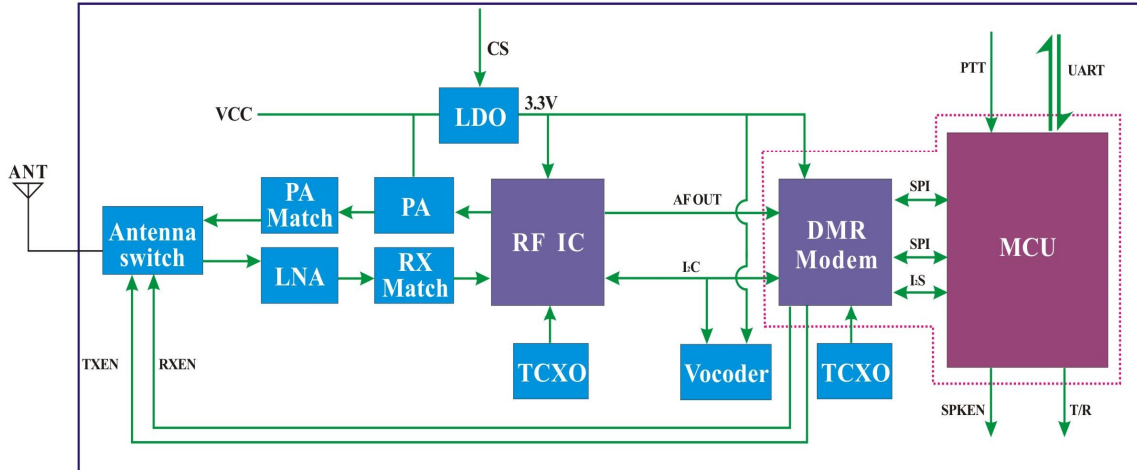 CS
PTT
UART
VCC
LDO
3.3V
ANT
PA
Match
PA
RF IC
AF OUT
DMR
Modem
SPI
MCU
Antenna
switch
LNA
RX
Match
I2C
SPI
I2S
TXEN
RXEN
TCXO
Vocoder
TCXO
SPKEN
T/R